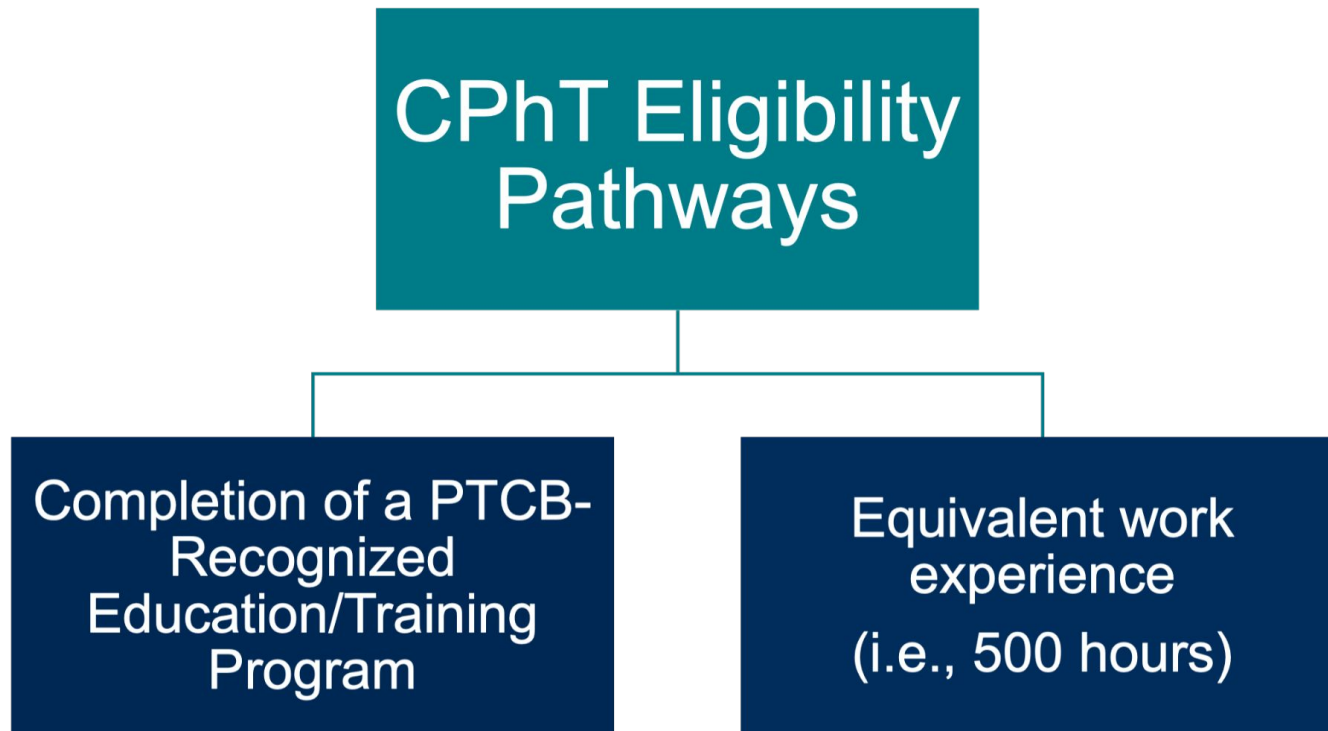 CPhT Eligibility
Pathways
Completion of a PTCB-
Recognized
Education/Training
Program
Equivalent work
experience
(i.e., 500 hours)